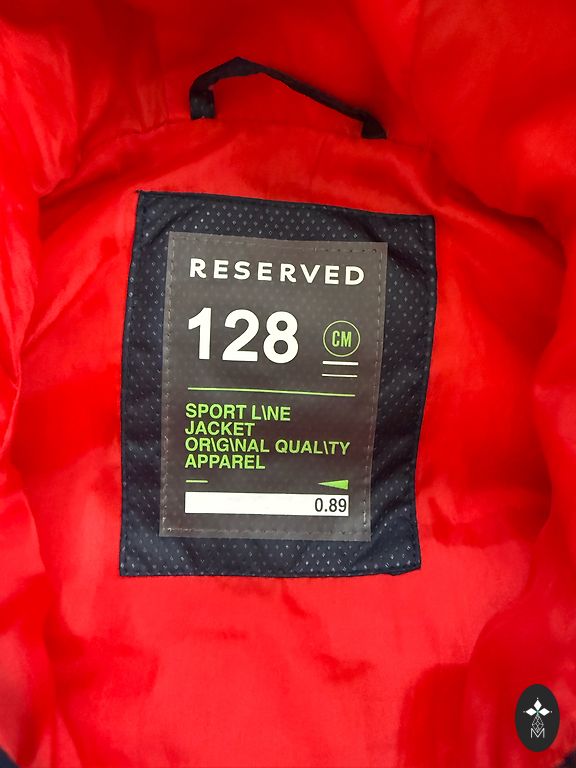 RESERVED
128 CM
SPORT L\NE
JACKET
OR\G\NAL QUAL\TY
APPAREL
0.89
M